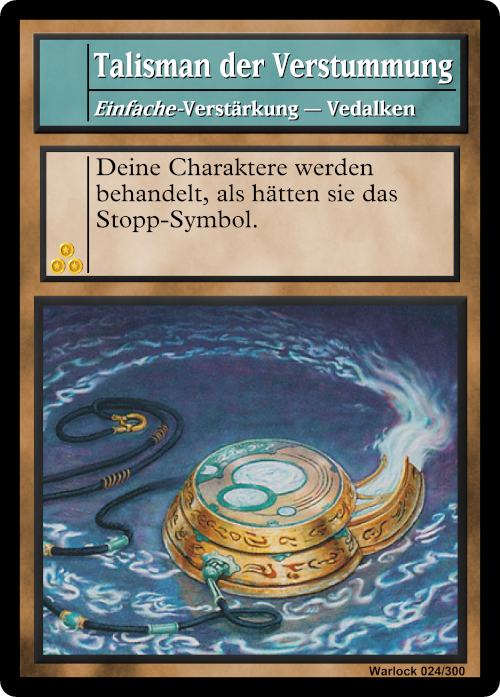 Talisman der Verstummung
Einfache-Verstärkung — Vedalken
Deine Charaktere werden
behandelt, als hätten sie das
Stopp-Symbol.
Warlock 024/300